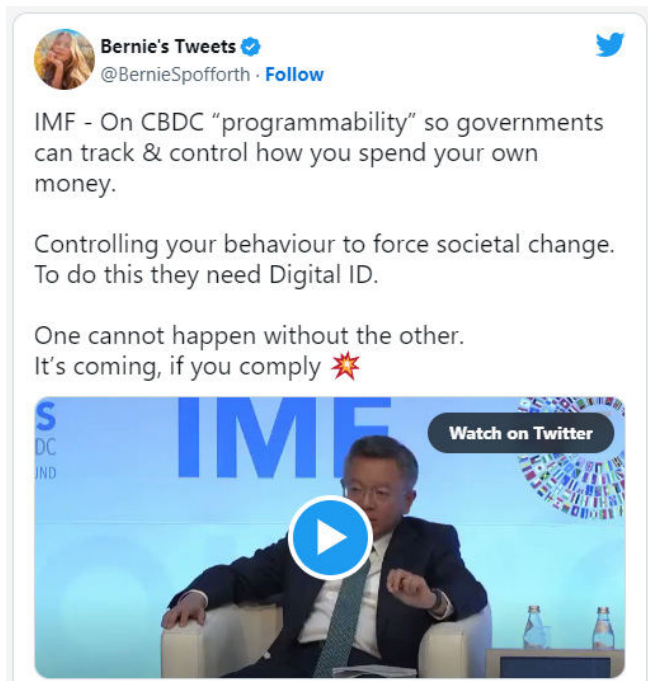 Bernie's Tweets
@BernieSpofforth · Follow
IMF - On CBDC “programmability” so governments
can track & control how you spend your own
money.
Controlling your behaviour to force societal change.
To do this they need Digital ID.
One cannot happen without the other.
It’s coming, if you comply 💥
S
DC
UND
IMF
Watch on Twitter